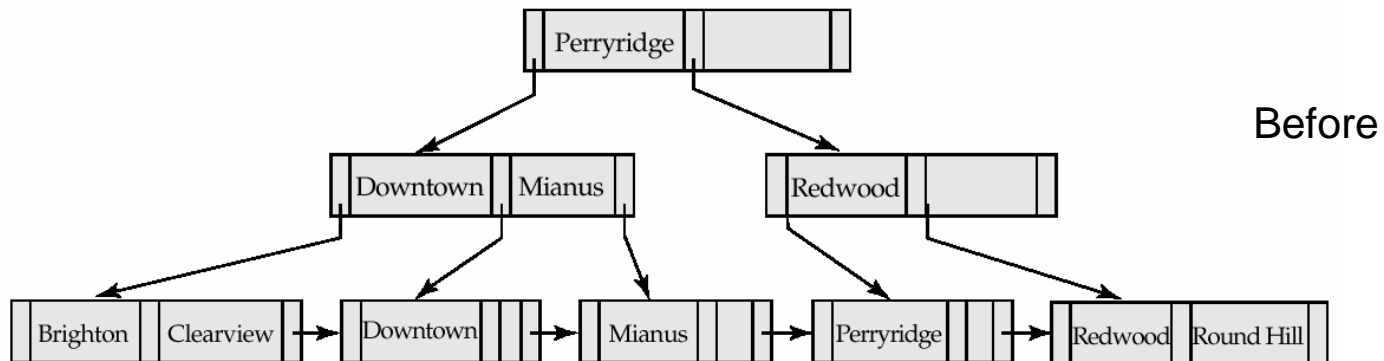 Perryridge
Before
Downtown Mianus Redwood
Brighton Clearview Downtown Mianus Perryridge Redwood Round Hill